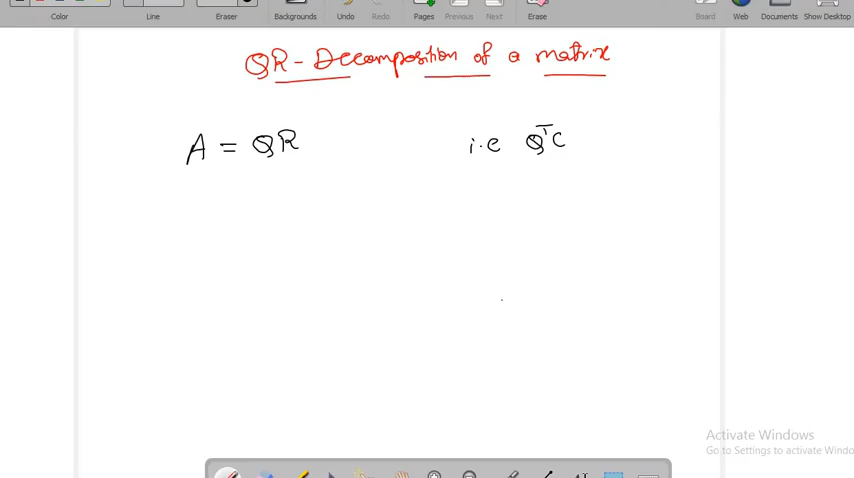 Color Line Eraser Backgrounds Undo Redo Pages Previous Next Erase Board Web Documents Show Desktop
QR-Decomposition of a matrix
A = QR i.e Qᵀ C
Activate Windows
Go to Settings to activate Windo